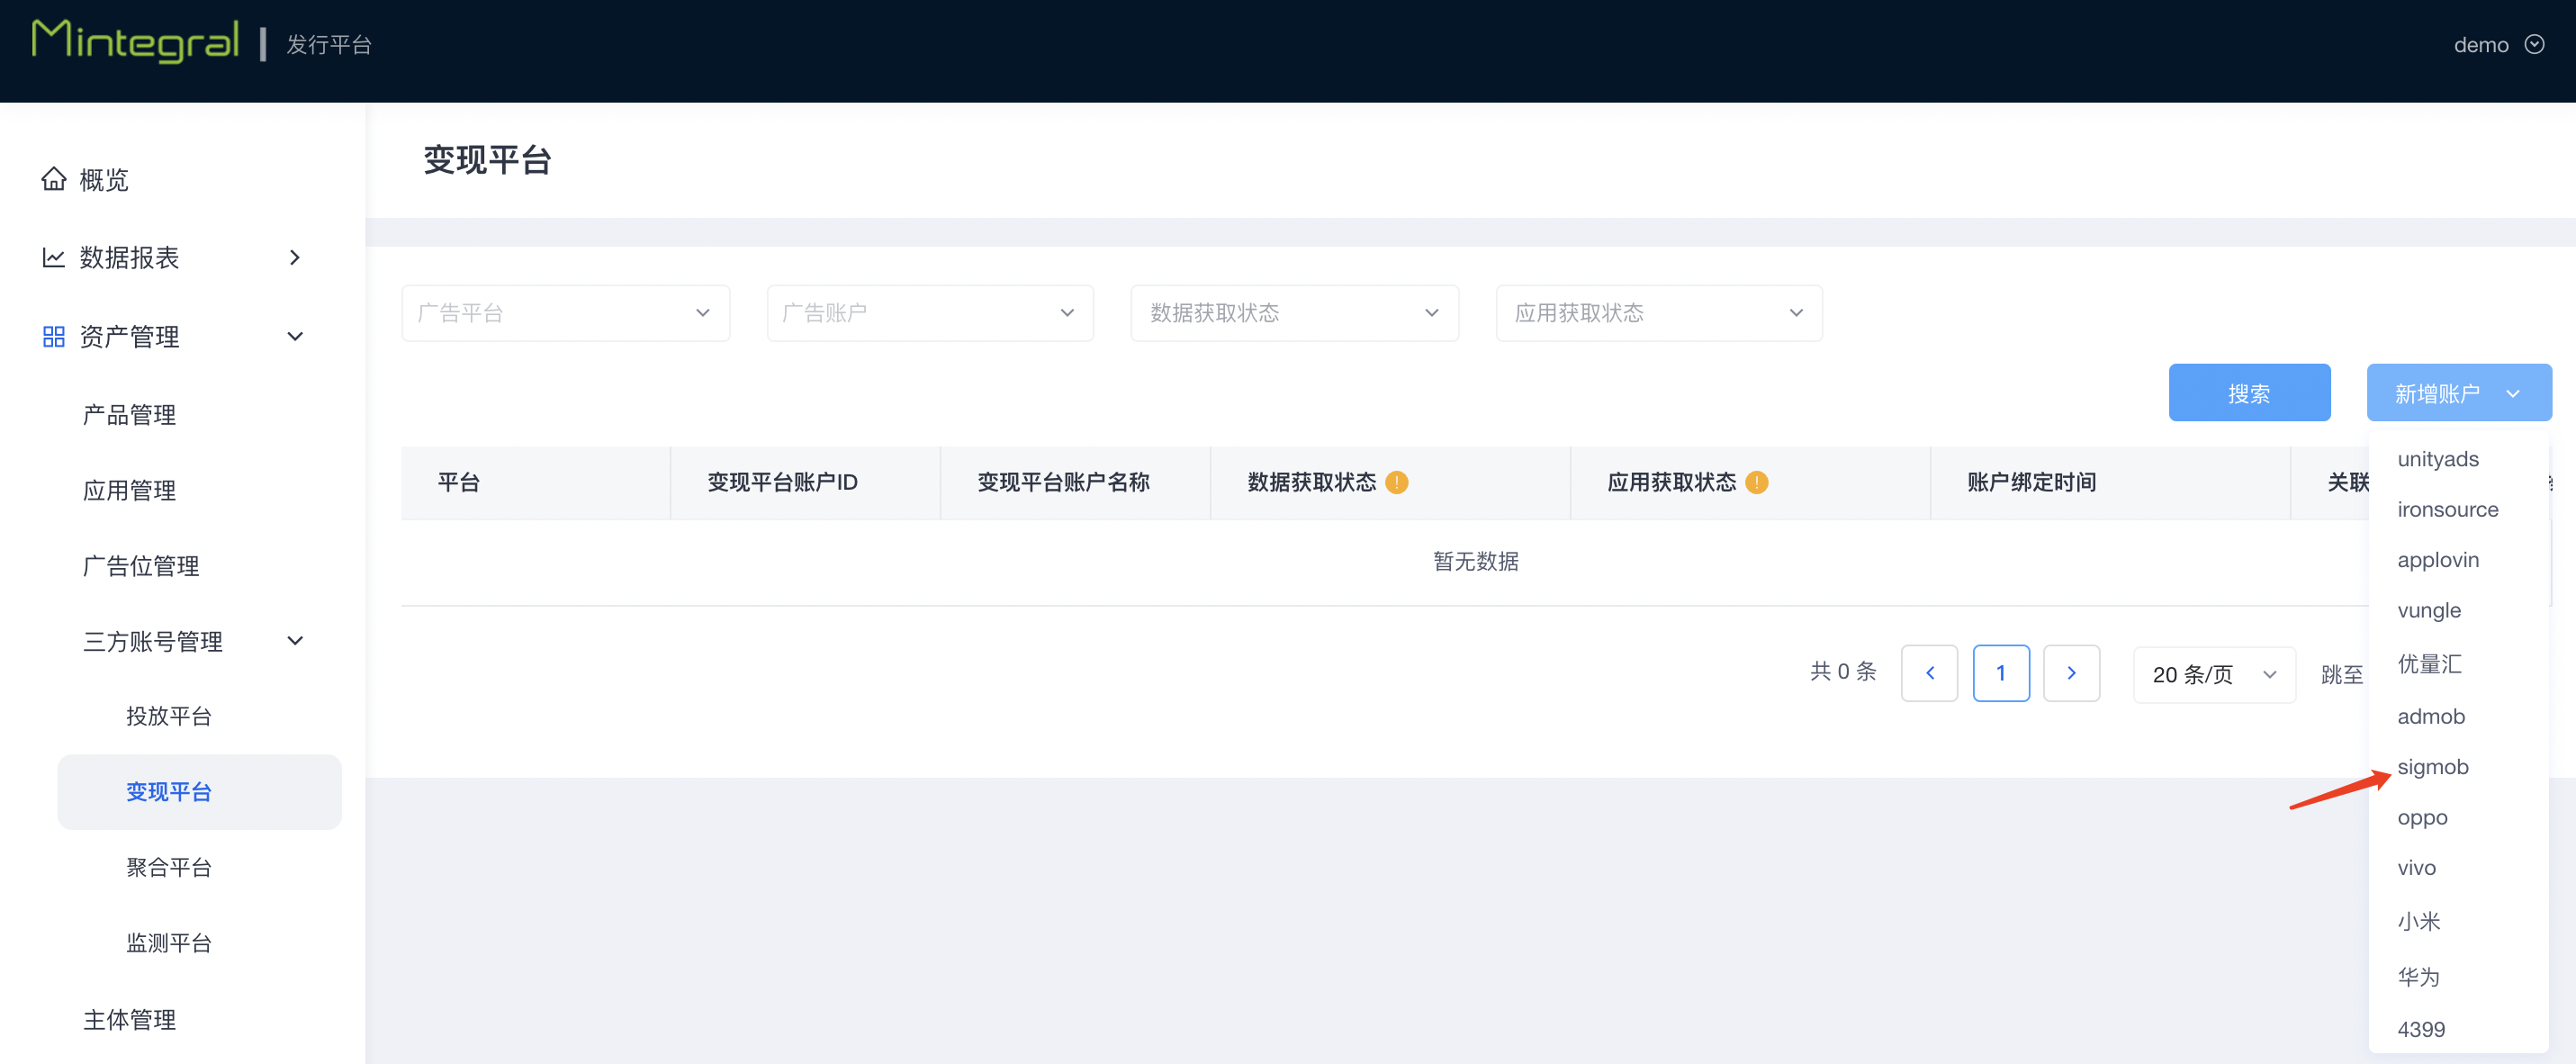 Mintegral
发行平台
demo
概览
数据报表
资产管理
产品管理
应用管理
广告位管理
三方账号管理
投放平台
变现平台
聚合平台
监测平台
主体管理
变现平台
广告平台
广告账户
数据获取状态
应用获取状态
搜索
新增账户
平台
变现平台账户ID
变现平台账户名称
数据获取状态
应用获取状态
账户绑定时间
关联
暂无数据
共 0 条
1
20 条/页
跳至
unityads
ironsource
applovin
vungle
优量汇
admob
sigmob
oppo
vivo
小米
华为
4399